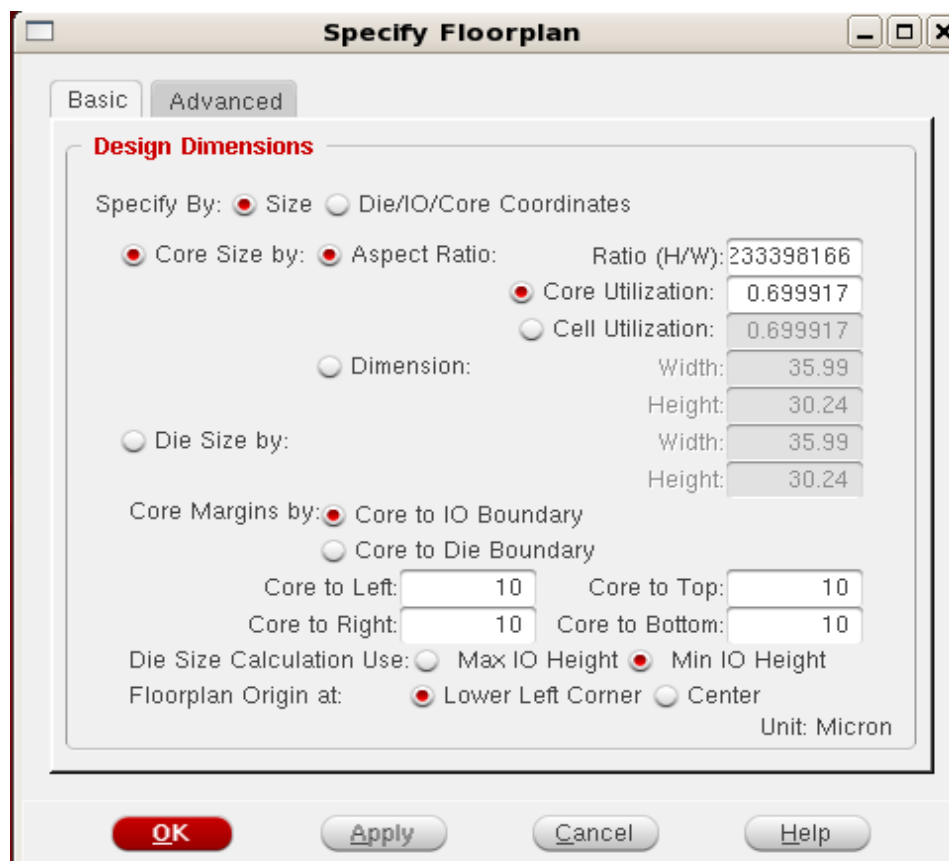 Specify Floorplan
Basic Advanced
Design Dimensions
Specify By: Size Die/IO/Core Coordinates
Core Size by: Aspect Ratio: Ratio (H/W): 233398166
Core Utilization: 0.699917
Cell Utilization: 0.699917
Dimension: Width: 35.99
Height: 30.24
Die Size by: Width: 35.99
Height: 30.24
Core Margins by: Core to IO Boundary
Core to Die Boundary
Core to Left: 10 Core to Top: 10
Core to Right: 10 Core to Bottom: 10
Die Size Calculation Use: Max IO Height Min IO Height
Floorplan Origin at: Lower Left Corner Center
Unit: Micron
OK Apply Cancel Help